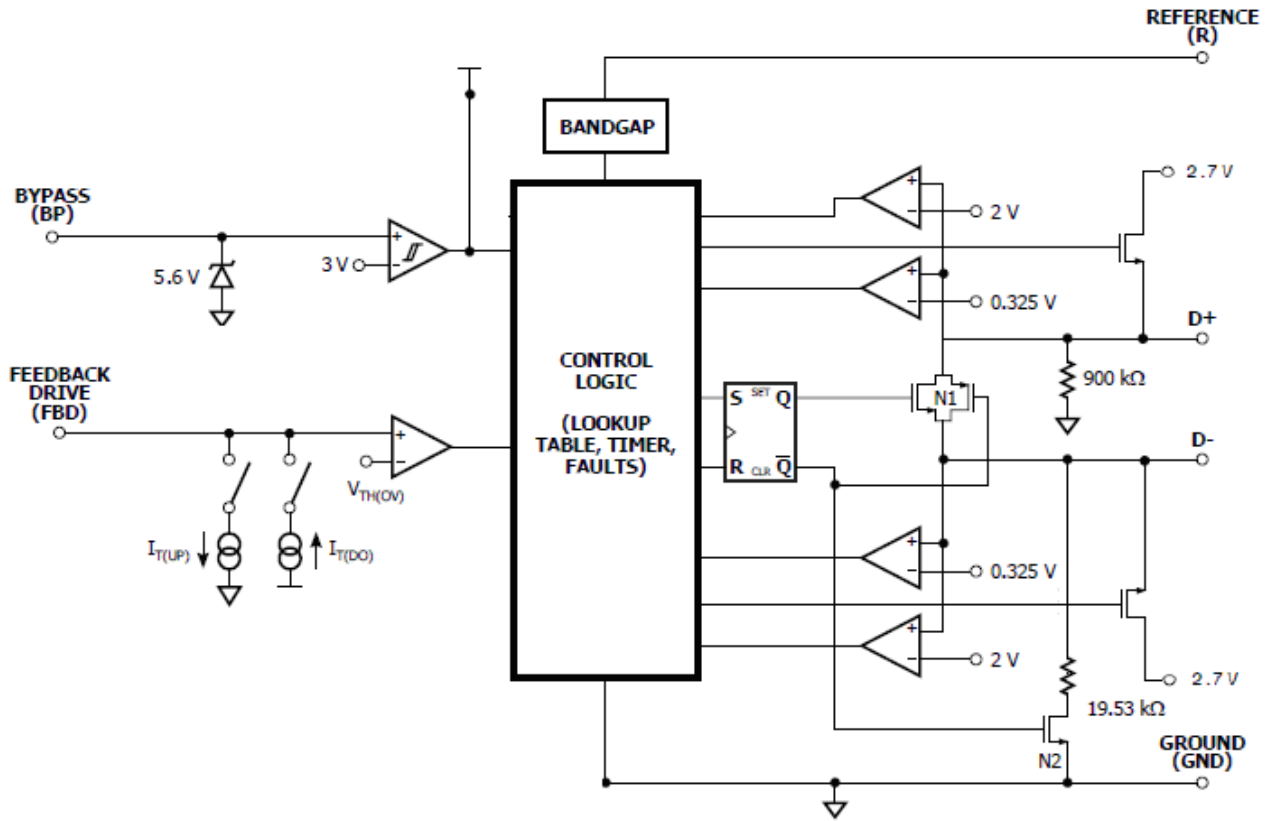 REFERENCE
(R)
BANDGAP
2.7 V
BYPASS
(BP)
+
-
2 V
+
-
3 V
5.6 V
+
-
0.325 V
D+
CONTROL
LOGIC
(LOOKUP
TABLE, TIMER,
FAULTS)
FEEDBACK
DRIVE
(FBD)
900 kΩ
S SET Q
N1
R CLR Q̅
+
-
VTH(OV)
D-
IT(UP)
IT(DO)
+
-
0.325 V
+
-
2 V
2.7 V
19.53 kΩ
N2
GROUND
(GND)